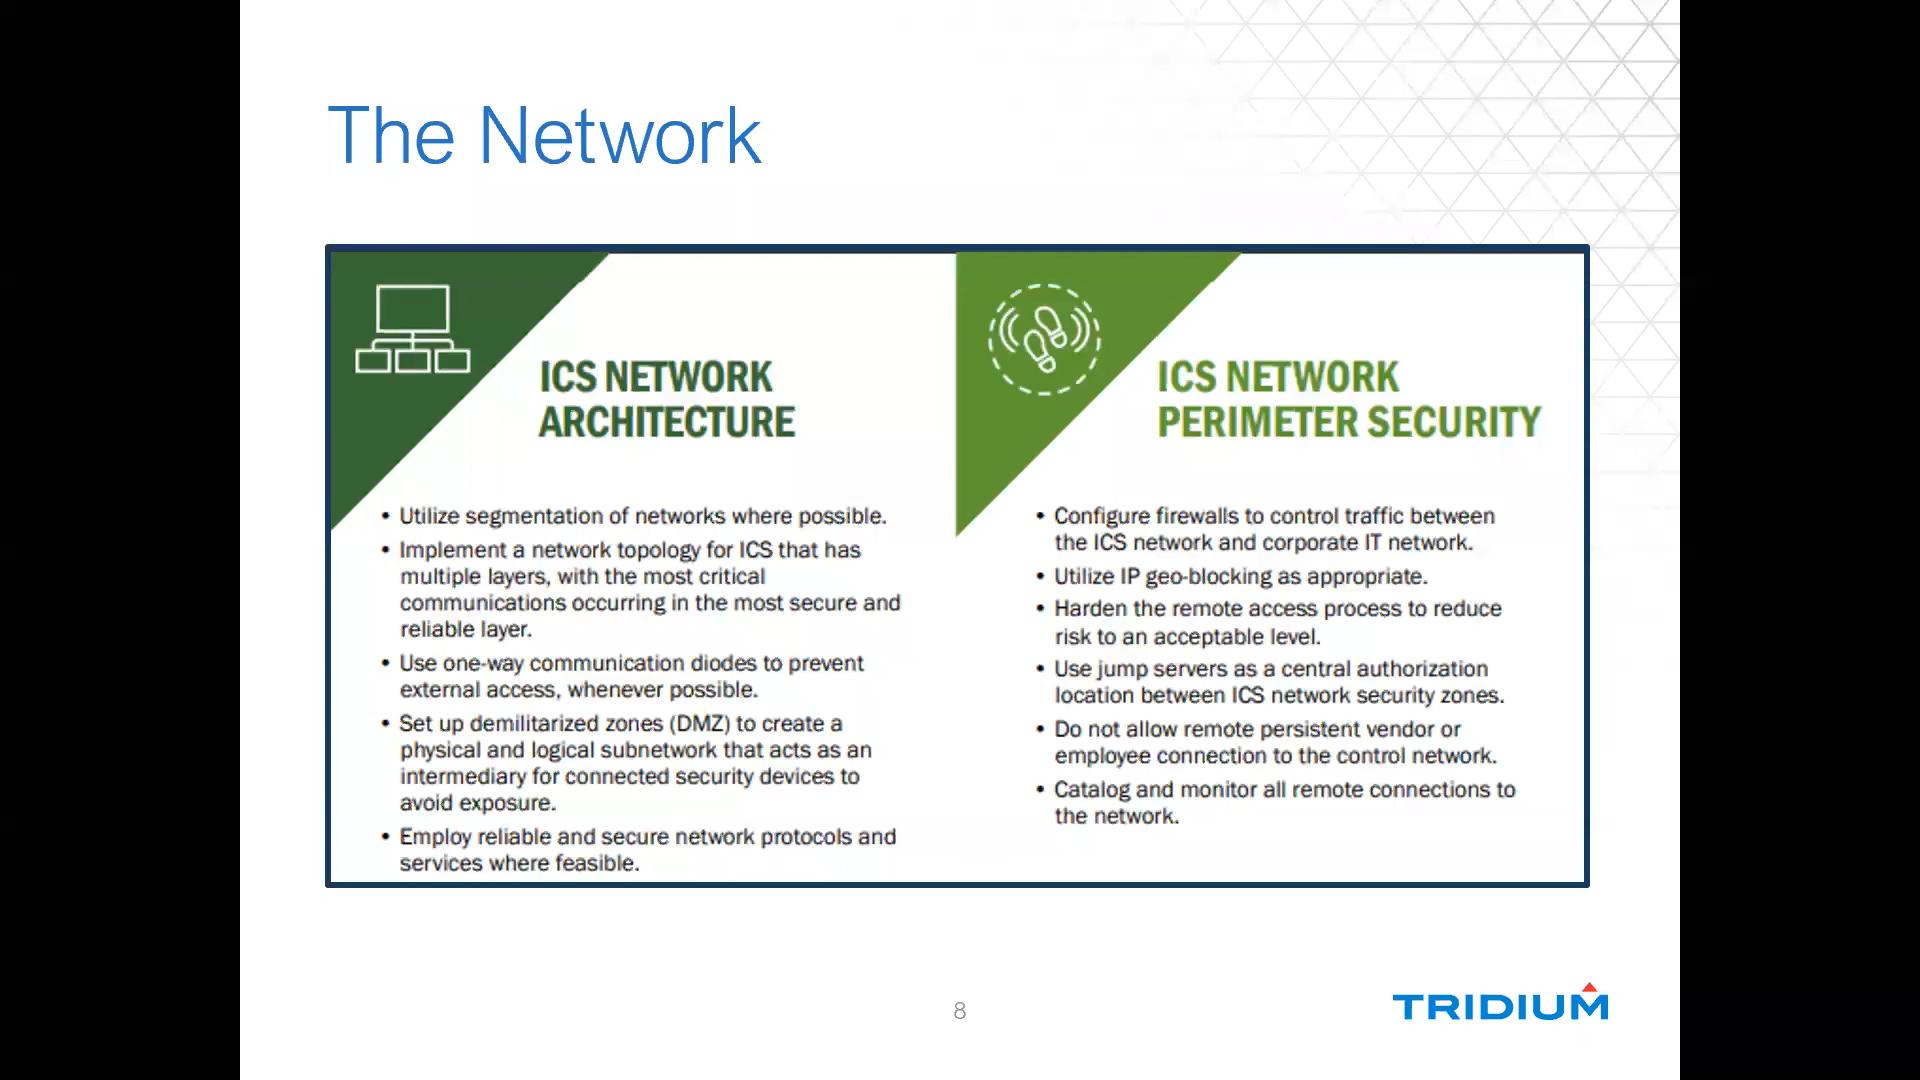 The Network
ICS NETWORK
ARCHITECTURE
• Utilize segmentation of networks where possible.
• Implement a network topology for ICS that has
multiple layers, with the most critical
communications occurring in the most secure and
reliable layer.
• Use one-way communication diodes to prevent
external access, whenever possible.
• Set up demilitarized zones (DMZ) to create a
physical and logical subnetwork that acts as an
intermediary for connected security devices to
avoid exposure.
• Employ reliable and secure network protocols and
services where feasible.
ICS NETWORK
PERIMETER SECURITY
• Configure firewalls to control traffic between
the ICS network and corporate IT network.
• Utilize IP geo-blocking as appropriate.
• Harden the remote access process to reduce
risk to an acceptable level.
• Use jump servers as a central authorization
location between ICS network security zones.
• Do not allow remote persistent vendor or
employee connection to the control network.
• Catalog and monitor all remote connections to
the network.
8
TRIDIUM